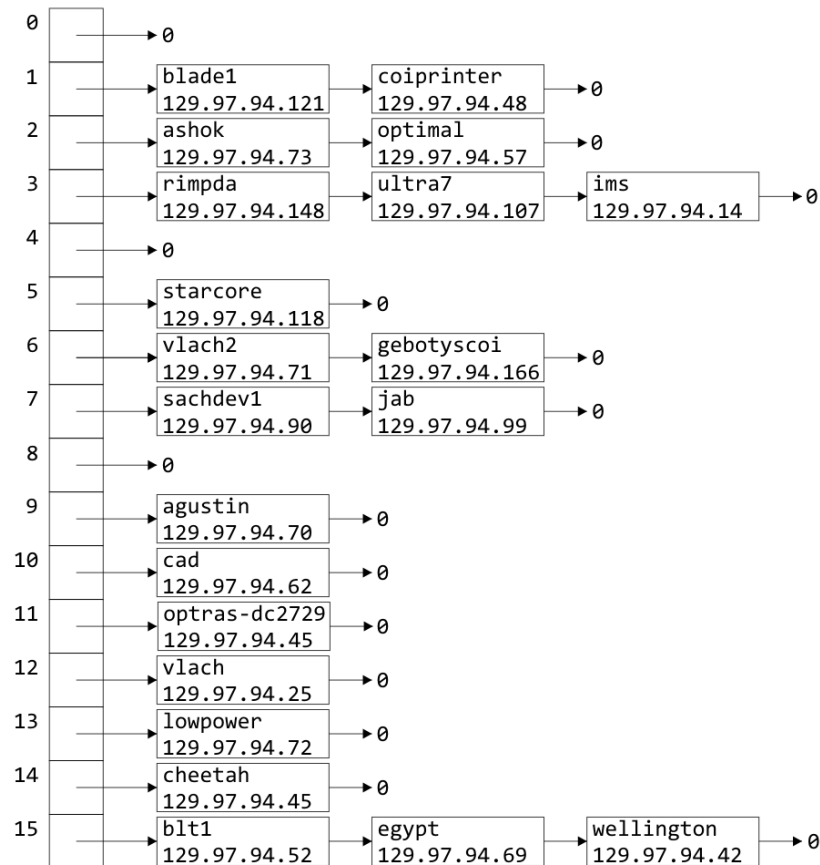 0 0
1 blade1 coiprinter 0
129.97.94.121 129.97.94.48
2 ashok optimal 0
129.97.94.73 129.97.94.57
3 rimpda ultra7 ims 0
129.97.94.148 129.97.94.107 129.97.94.14
4 0
5 starcore 0
129.97.94.118
6 vlach2 gebotyscoi 0
129.97.94.71 129.97.94.166
7 sachdev1 jab 0
129.97.94.90 129.97.94.99
8 0
9 agustin 0
129.97.94.70
10 cad 0
129.97.94.62
11 optras-dc2729 0
129.97.94.45
12 vlach 0
129.97.94.25
13 lowpower 0
129.97.94.72
14 cheetah 0
129.97.94.45
15 blt1 egypt wellington 0
129.97.94.52 129.97.94.69 129.97.94.42